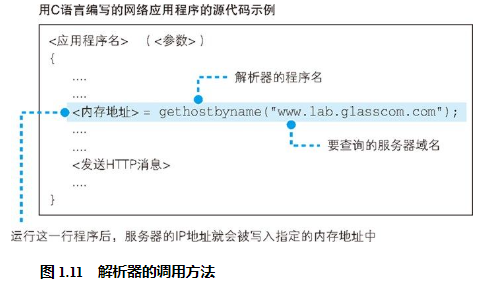 用C语言编写的网络应用程序的源代码示例
<应用程序名> （<参数>）
{
....
....
解析器的程序名
<内存地址> = gethostbyname("www.lab.glasscom.com");
....
....
要查询的服务器域名
<发送HTTP消息>
....
}
运行这一行程序后，服务器的IP地址就会被写入指定的内存地址中
图 1.11 解析器的调用方法